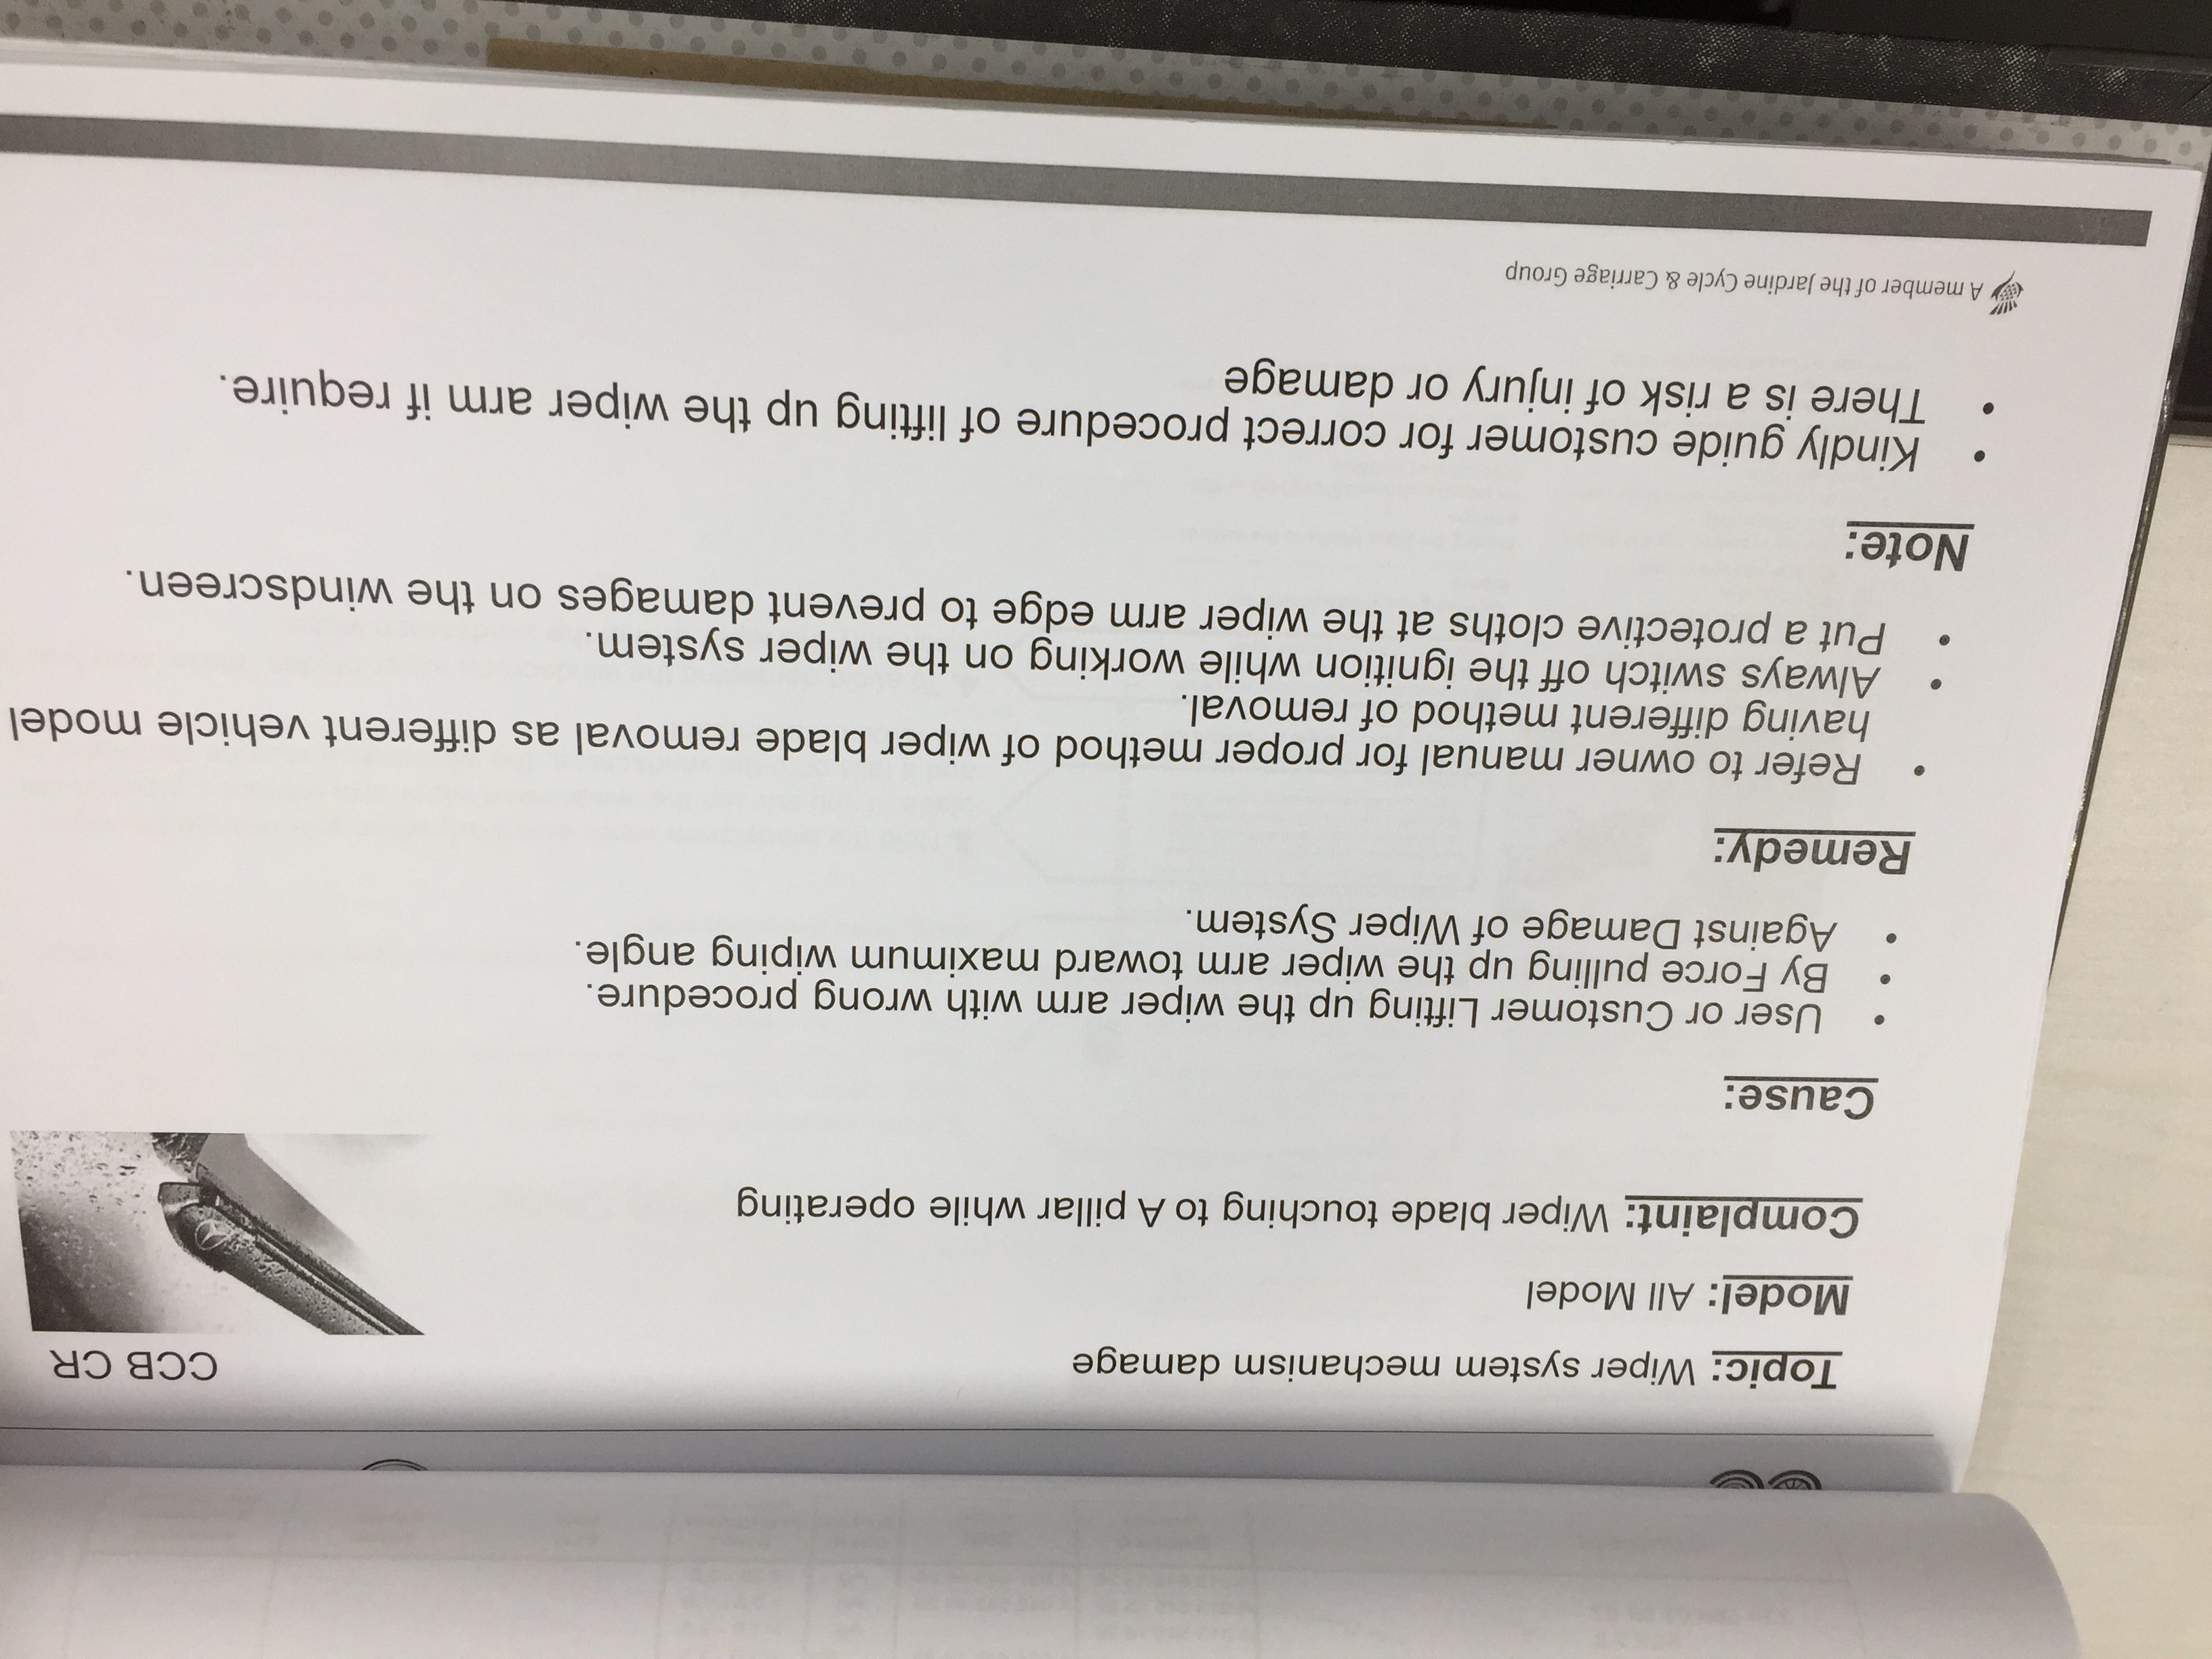 CCB CR
Topic: Wiper system mechanism damage
Model: All Model
Complaint: Wiper blade touching to A pillar while operating
Cause:
• User or Customer Lifting up the wiper arm with wrong procedure.
• By Force pulling up the wiper arm toward maximum wiping angle.
• Against Damage of Wiper System.
Remedy:
• Refer to owner manual for proper method of wiper blade removal as different vehicle model
having different method of removal.
• Always switch off the ignition while working on the wiper system.
• Put a protective cloths at the wiper arm edge to prevent damages on the windscreen.
Note:
• Kindly guide customer for correct procedure of lifting up the wiper arm if require.
• There is a risk of injury or damage
A member of the Jardine Cycle & Carriage Group